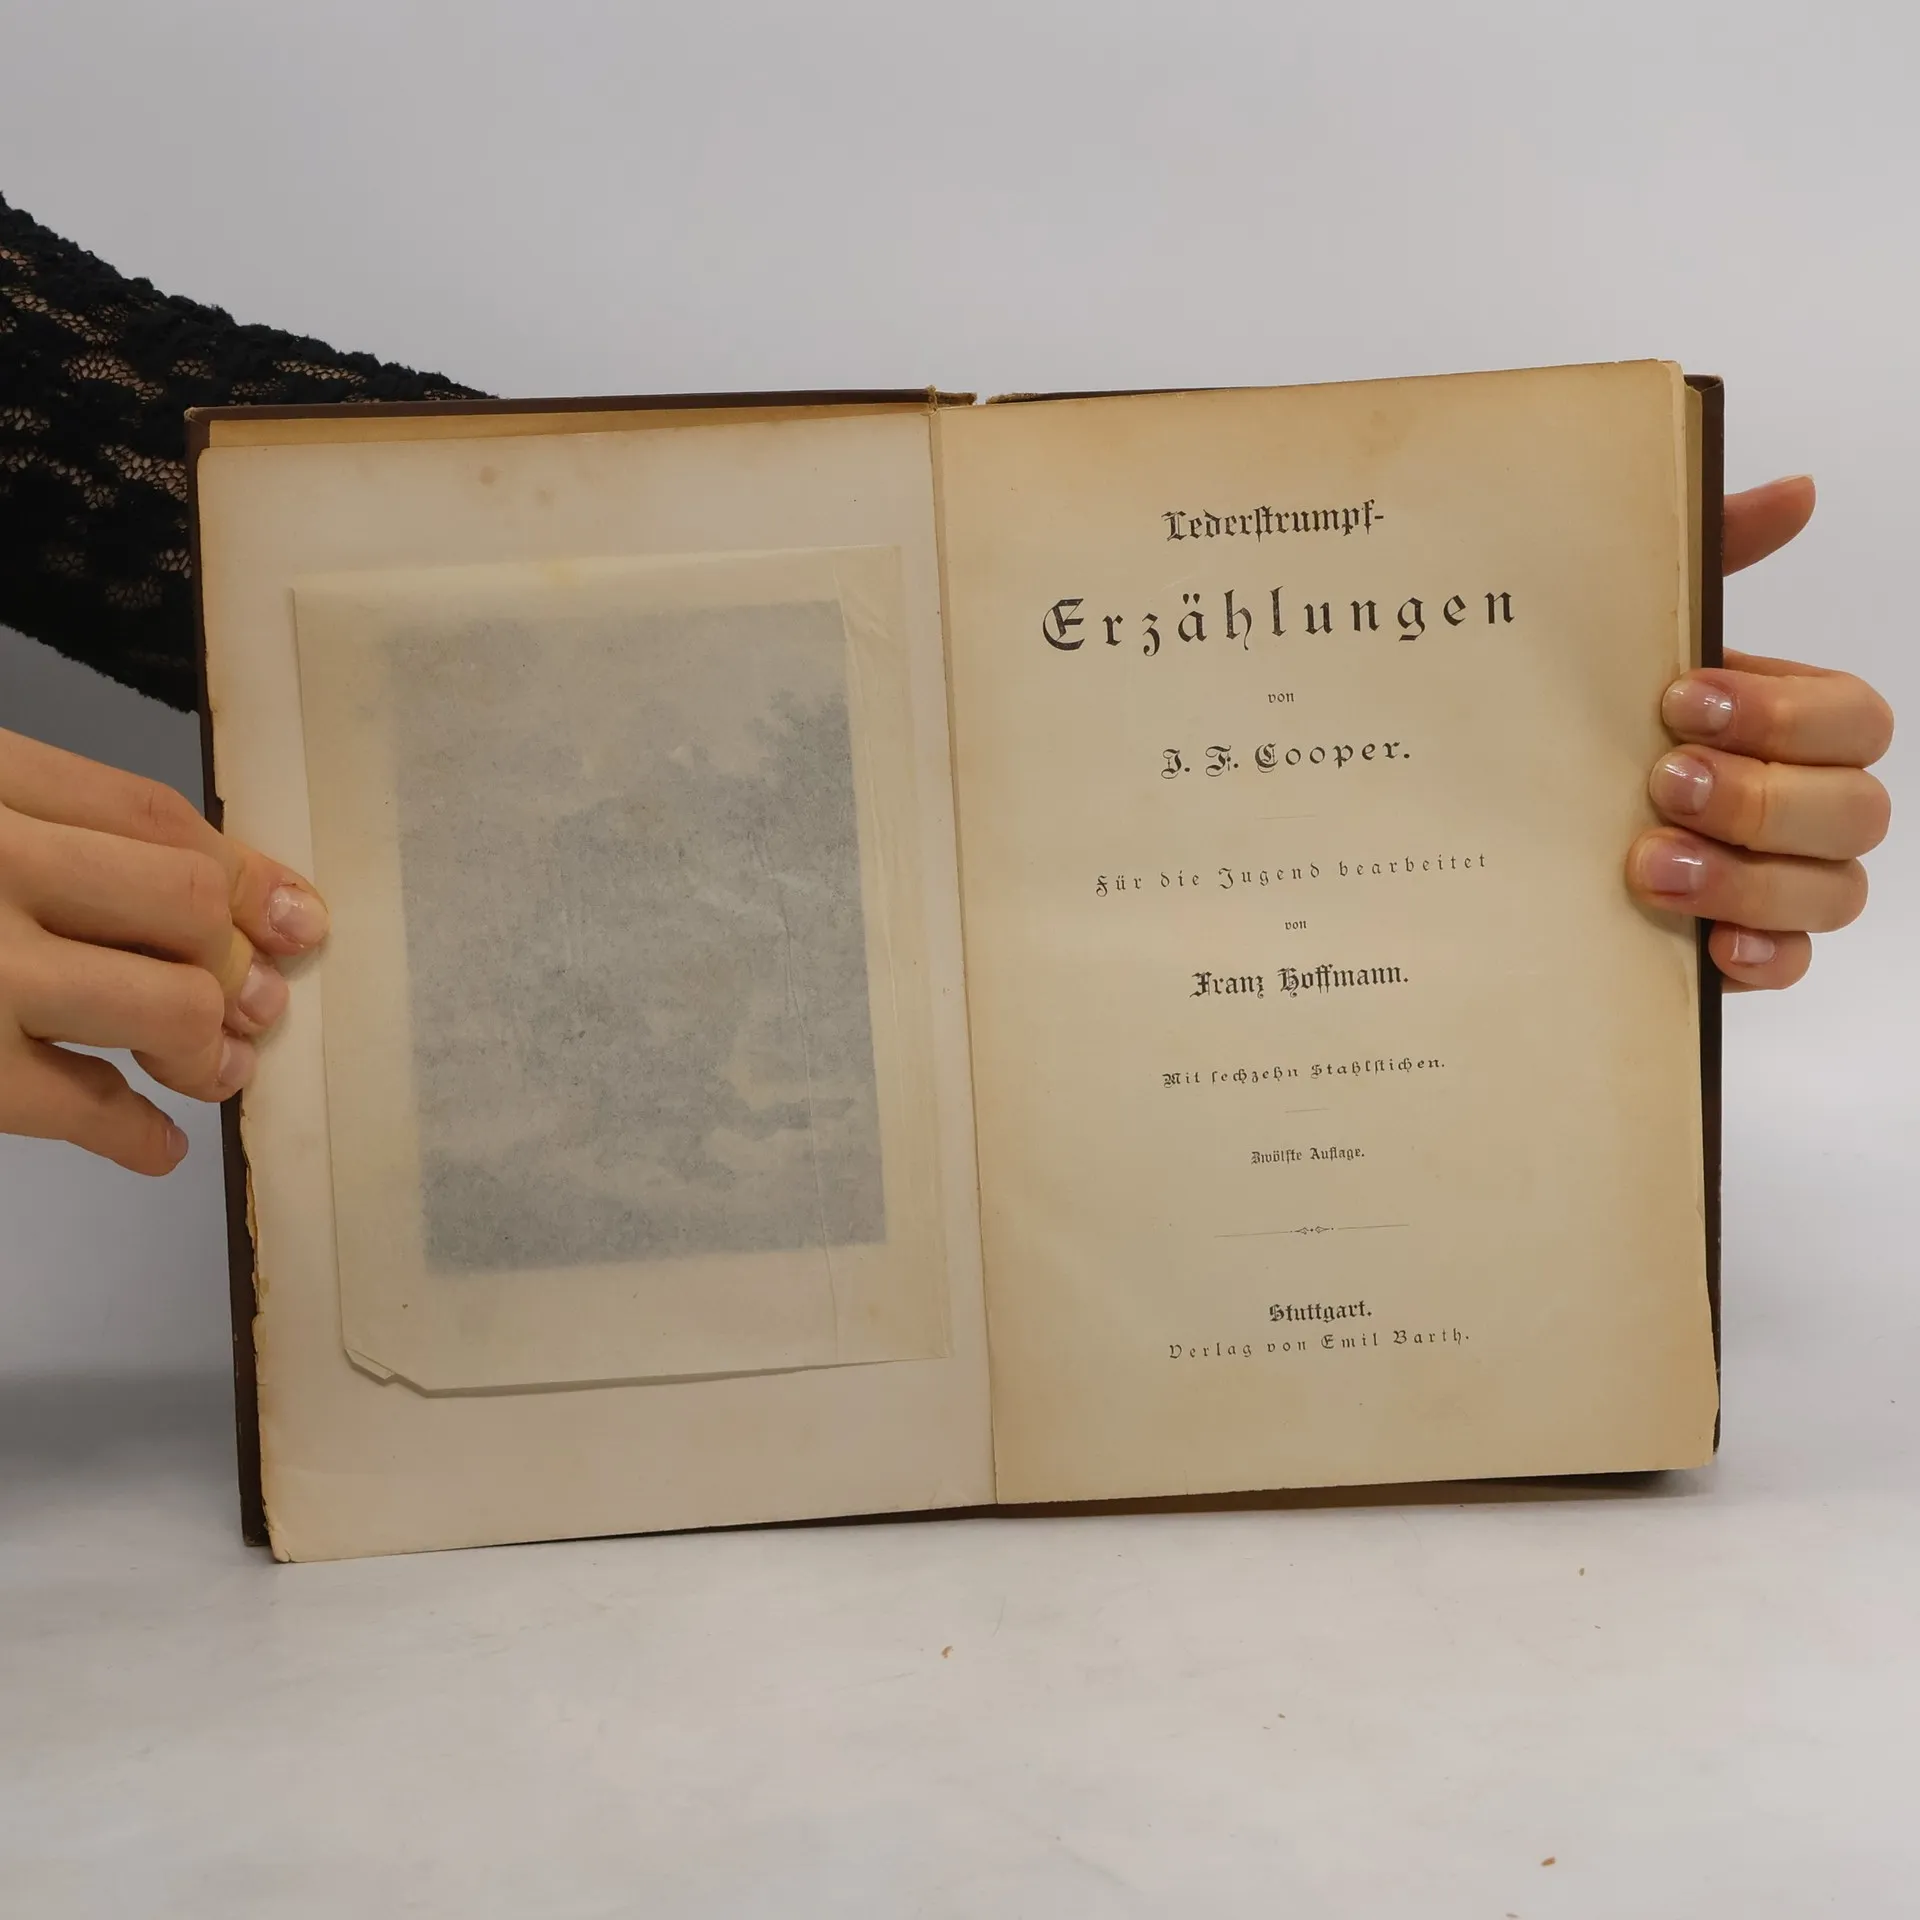 Lederstrumpf-
Erzählungen
von
J. F. Cooper.
Für die Jugend bearbeitet
von
Franz Hoffmann.
Mit sechzehn Stahlstichen.
Zwölfte Auflage.
Stuttgart.
Verlag von Emil Barth.